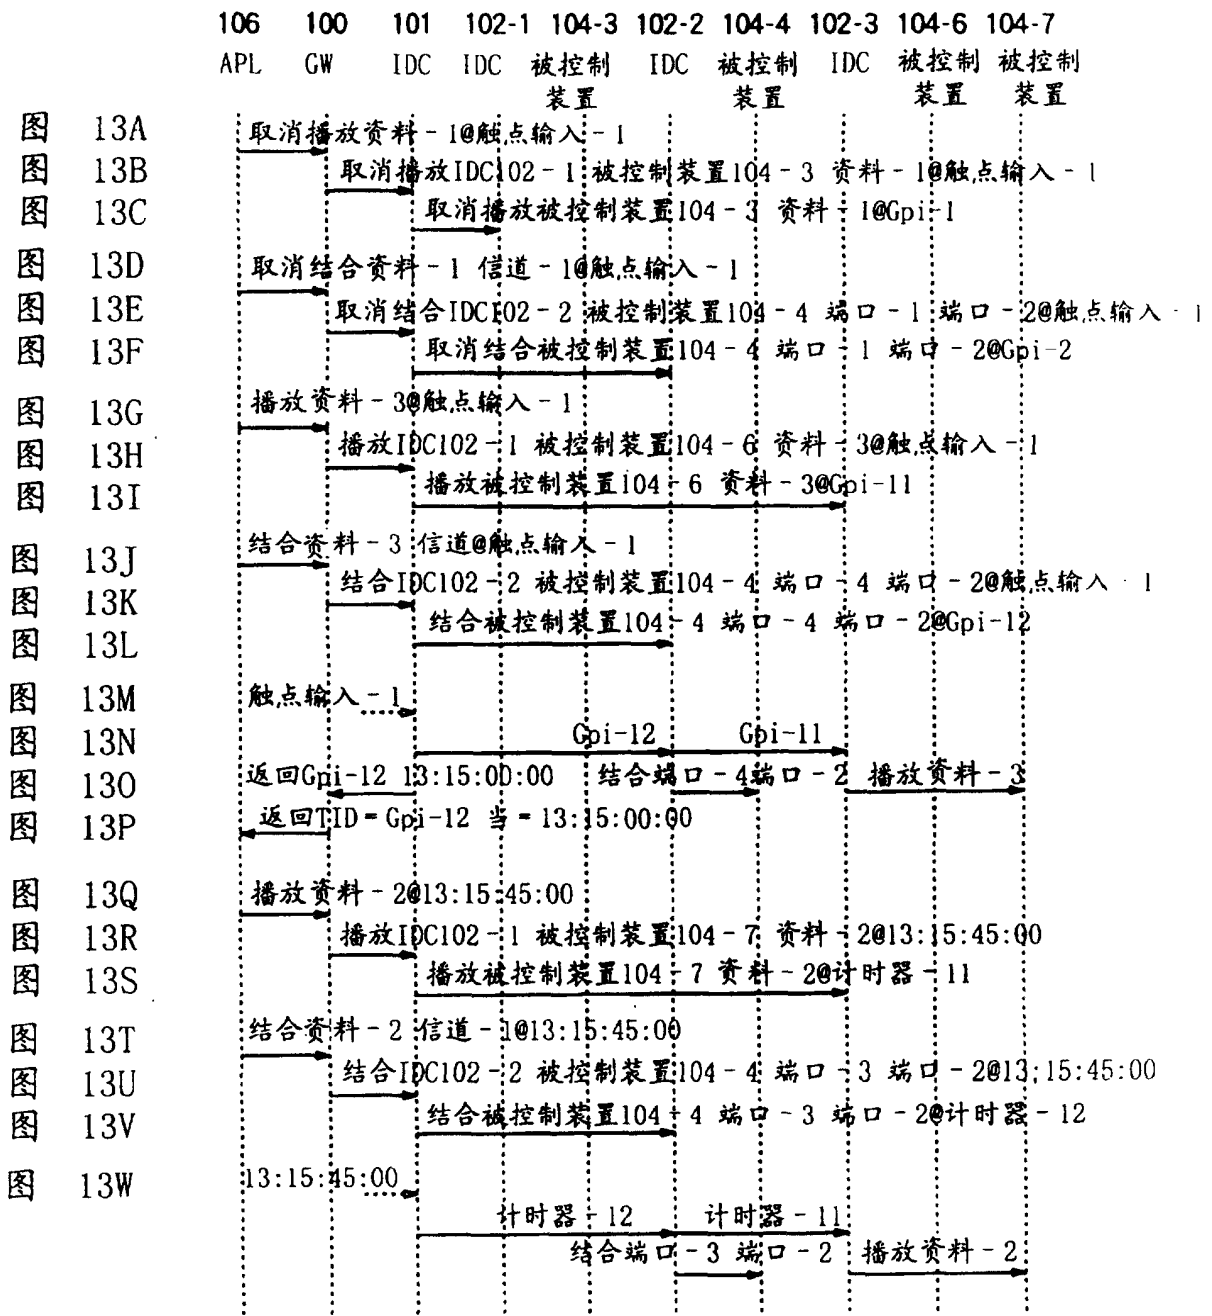 106 100 101 102-1 104-3 102-2 104-4 102-3 104-6 104-7
APL GW IDC IDC 被控制装置 IDC 被控制装置 IDC 被控制装置 被控制装置
图 13A 取消播放资料-1@触点输入-1
图 13B 取消播放IDC102-1 被控制装置104-3 资料-1@触点输入-1
图 13C 取消播放被控制装置104-3 资料-1@Gpi-1
图 13D 取消结合资料-1 信道-1@触点输入-1
图 13E 取消结合IDC102-2 被控制装置104-4 端口-1 端口-2@触点输入-1
图 13F 取消结合被控制装置104-4 端口-1 端口-2@Gpi-2
图 13G 播放资料-3@触点输入-1
图 13H 播放IDC102-1 被控制装置104-6 资料-3@触点输入-1
图 13I 播放被控制装置104-6 资料-3@Gpi-11
图 13J 结合资料-3 信道@触点输入-1
图 13K 结合IDC102-2 被控制装置104-4 端口-4 端口-2@触点输入-1
图 13L 结合被控制装置104-4 端口-4 端口-2@Gpi-12
图 13M 触点输入-1
图 13N Gpi-12 Gpi-11
图 13O 返回Gpi-12 13:15:00:00 结合端口-4端口-2 播放资料-3
图 13P 返回TID=Gpi-12 当=13:15:00:00
图 13Q 播放资料-2@13:15:45:00
图 13R 播放IDC102-1 被控制装置104-7 资料-2@13:15:45:00
图 13S 播放被控制装置104-7 资料-2@计时器-11
图 13T 结合资料-2 信道-1@13:15:45:00
图 13U 结合IDC102-2 被控制装置104-4 端口-3 端口-2@13:15:45:00
图 13V 结合被控制装置104-4 端口-3 端口-2@计时器-12
图 13W 13:15:45:00
计时器-12 计时器-11
结合端口-3 端口-2 播放资料-2